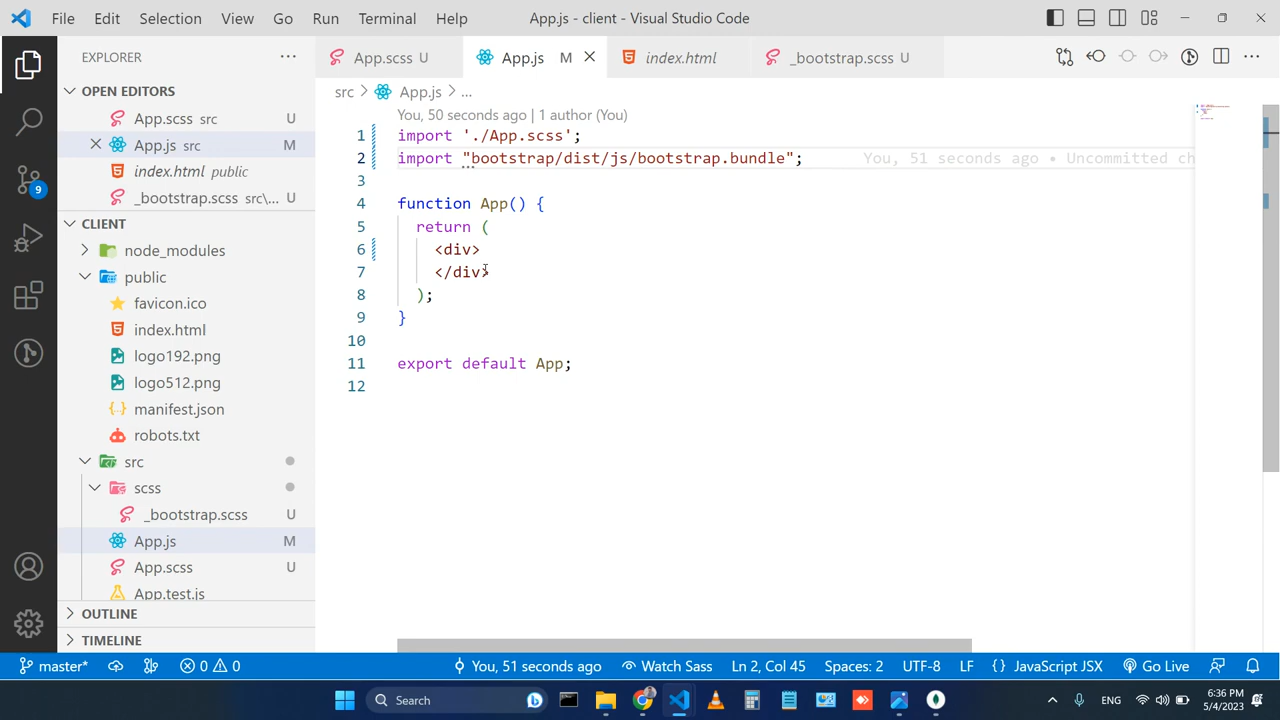 File Edit Selection View Go Run Terminal Help App.js - client - Visual Studio Code
EXPLORER
OPEN EDITORS
App.scss src U
App.js src M
index.html public
_bootstrap.scss src\... U
CLIENT
node_modules
public
favicon.ico
index.html
logo192.png
logo512.png
manifest.json
robots.txt
src
scss
_bootstrap.scss U
App.js M
App.scss U
App.test.js
OUTLINE
TIMELINE
App.scss U App.js M index.html _bootstrap.scss U
src > App.js > ...
You, 50 seconds ago | 1 author (You)
1 import './App.scss';
2 import "bootstrap/dist/js/bootstrap.bundle"; You, 51 seconds ago • Uncommitted ch
3
4 function App() {
5 return (
6 <div>
7 </div>
8 );
9 }
10
11 export default App;
12
9
master* 0 0 You, 51 seconds ago Watch Sass Ln 2, Col 45 Spaces: 2 UTF-8 LF {} JavaScript JSX Go Live
Search ENG 6:36 PM
5/4/2023